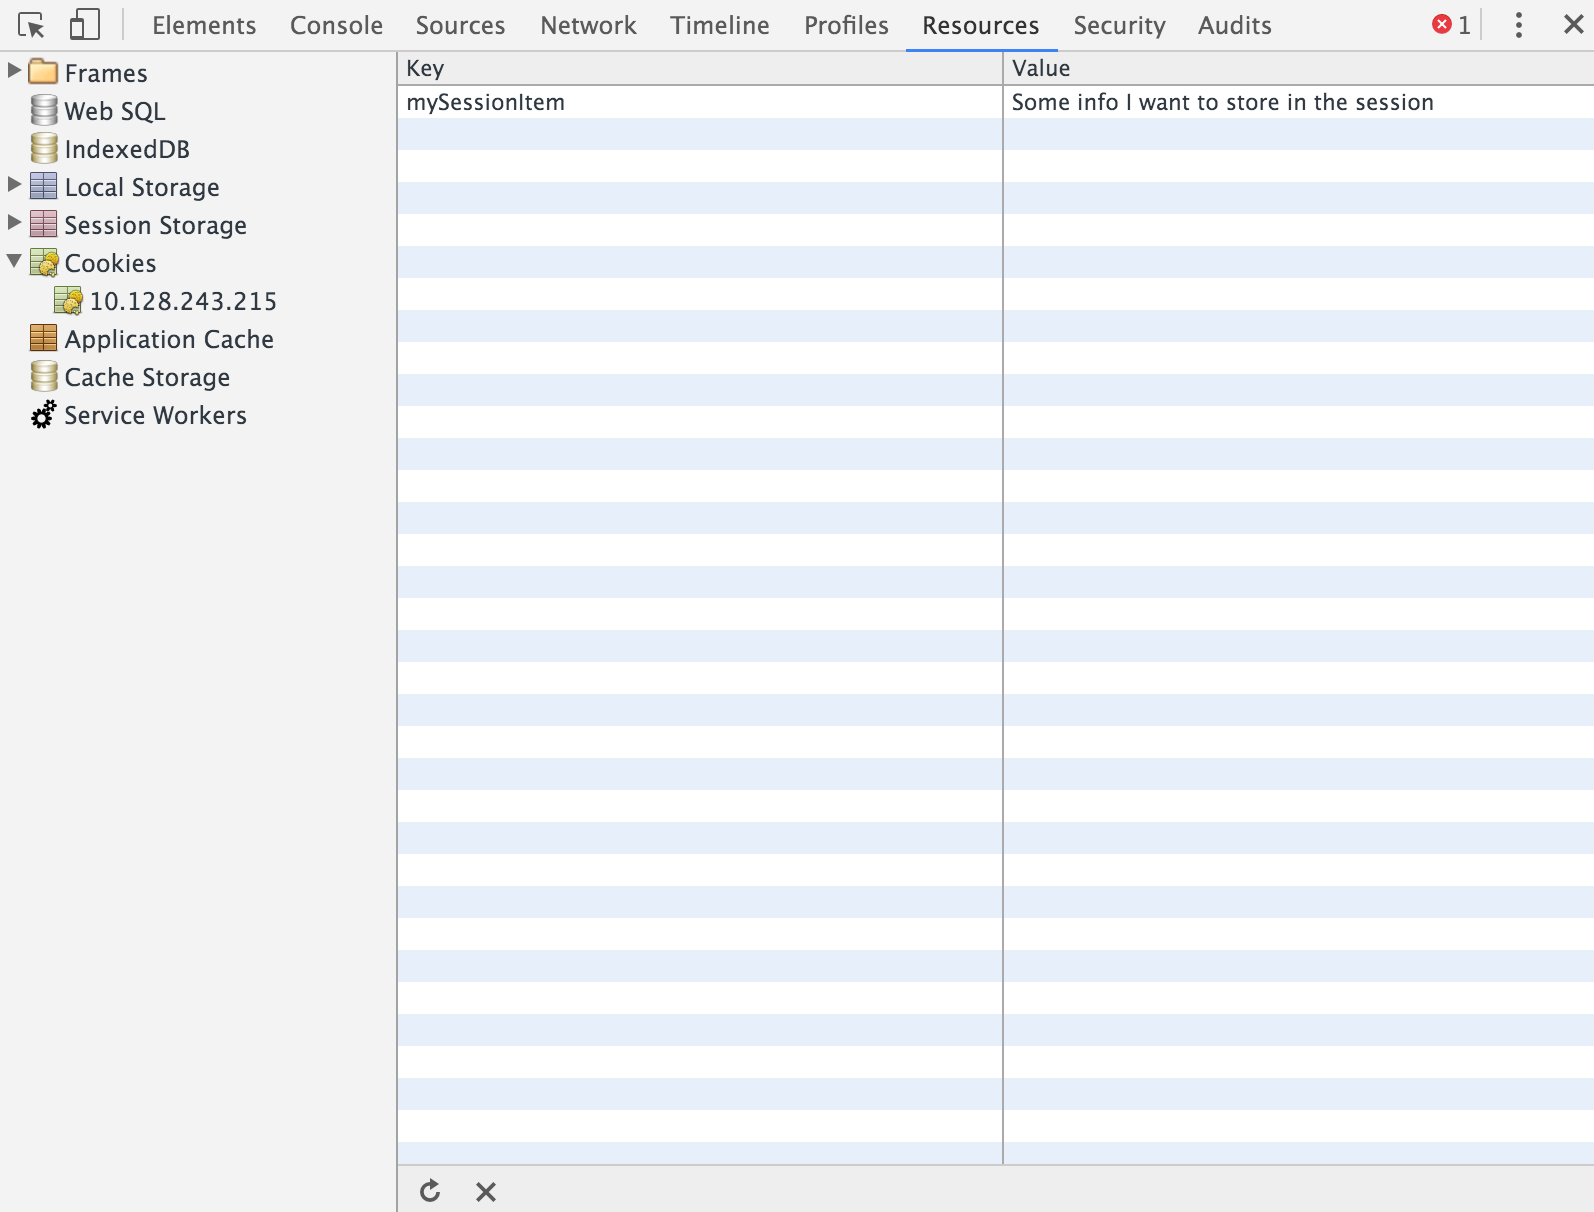 Elements Console Sources Network Timeline Profiles Resources Security Audits 1
Frames
Web SQL
IndexedDB
Local Storage
Session Storage
Cookies
10.128.243.215
Application Cache
Cache Storage
Service Workers
Key Value
mySessionItem Some info I want to store in the session